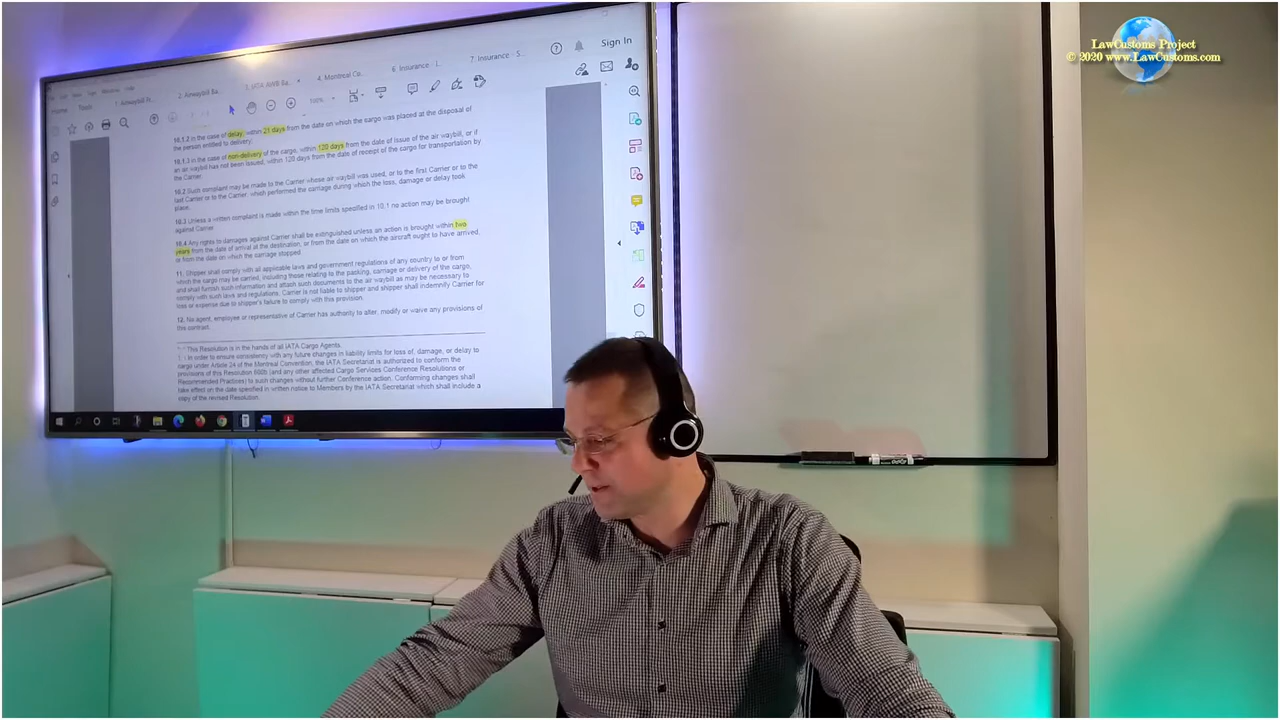 LawCustoms Project
© 2020 www.LawCustoms.com
Sign In
Home
Tools
1. Airwaybill
2. Airwaybill Ba...
3. IATA AWB Ba...
4. Montreal Co...
6. Insurance - I...
7. Insurance - S...
10.1.2 in the case of delay, within 21 days from the date on which the cargo was placed at the disposal of
the person entitled to delivery.
10.1.3 in the case of non-delivery of the cargo, within 120 days from the date of issue of the air waybill, or if
an air waybill has not been issued, within 120 days from the date of receipt of the cargo for transportation by
the Carrier.
10.2 Such complaint may be made to the Carrier whose air waybill was used, or to the first Carrier or to the
last Carrier or to the Carrier, which performed the carriage during which the loss, damage or delay took
place.
10.3 Unless a written complaint is made within the time limits specified in 10.1 no action may be brought
against Carrier.
10.4 Any rights to damages against Carrier shall be extinguished unless an action is brought within two
years from the date of arrival at the destination, or from the date on which the aircraft ought to have arrived,
or from the date on which the carriage stopped.
11. Shipper shall comply with all applicable laws and government regulations of any country to or from
which the cargo may be carried, including those relating to the packing, carriage or delivery of the cargo,
and shall furnish such information and attach such documents to the air waybill as may be necessary to
comply with such laws and regulations. Carrier is not liable to shipper and shipper shall indemnify Carrier for
loss or expense due to shipper's failure to comply with this provision.
12. No agent, employee or representative of Carrier has authority to alter, modify or waive any provisions of
this contract.
This Resolution is in the hands of all IATA Cargo Agents.
In order to ensure consistency with any future changes in liability limits for loss of, damage, or delay to
cargo under Article 24 of the Montreal Convention, the IATA Secretariat is authorized to conform the
provisions of this Resolution 600b (and any other affected Cargo Services Conference Resolutions or
Recommended Practices) to such changes without further Conference action. Conforming changes shall
take effect on the date specified in written notice to Members by the IATA Secretariat which shall include a
copy of the revised Resolution.